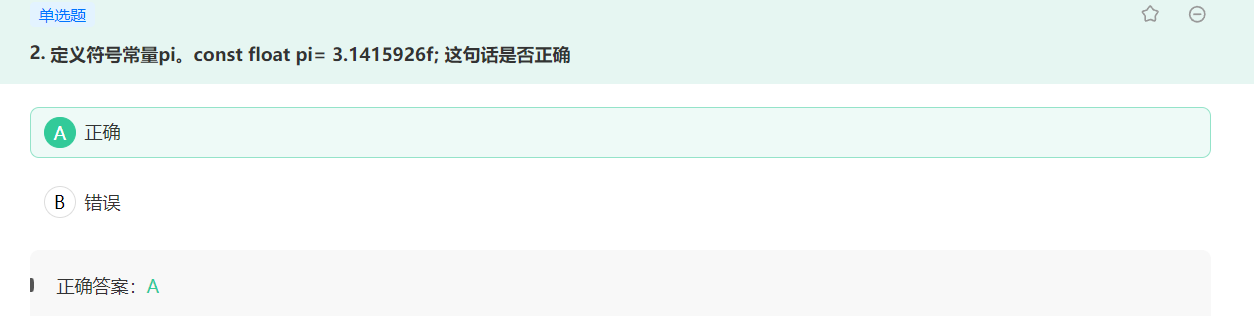 单选题
2. 定义符号常量pi。const float pi= 3.1415926f; 这句话是否正确
A 正确
B 错误
正确答案：A